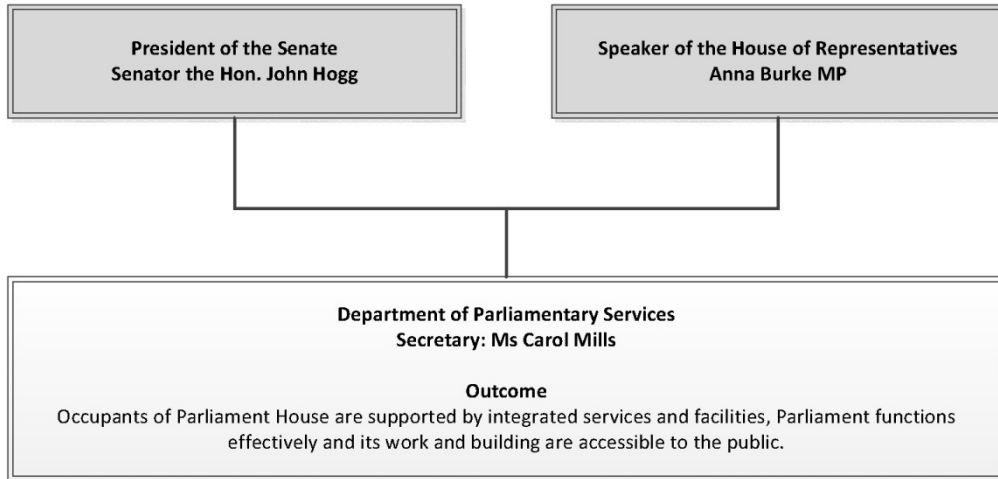 President of the Senate
Senator the Hon. John Hogg
Speaker of the House of Representatives
Anna Burke MP
Department of Parliamentary Services
Secretary: Ms Carol Mills
Outcome
Occupants of Parliament House are supported by integrated services and facilities, Parliament functions
effectively and its work and building are accessible to the public.